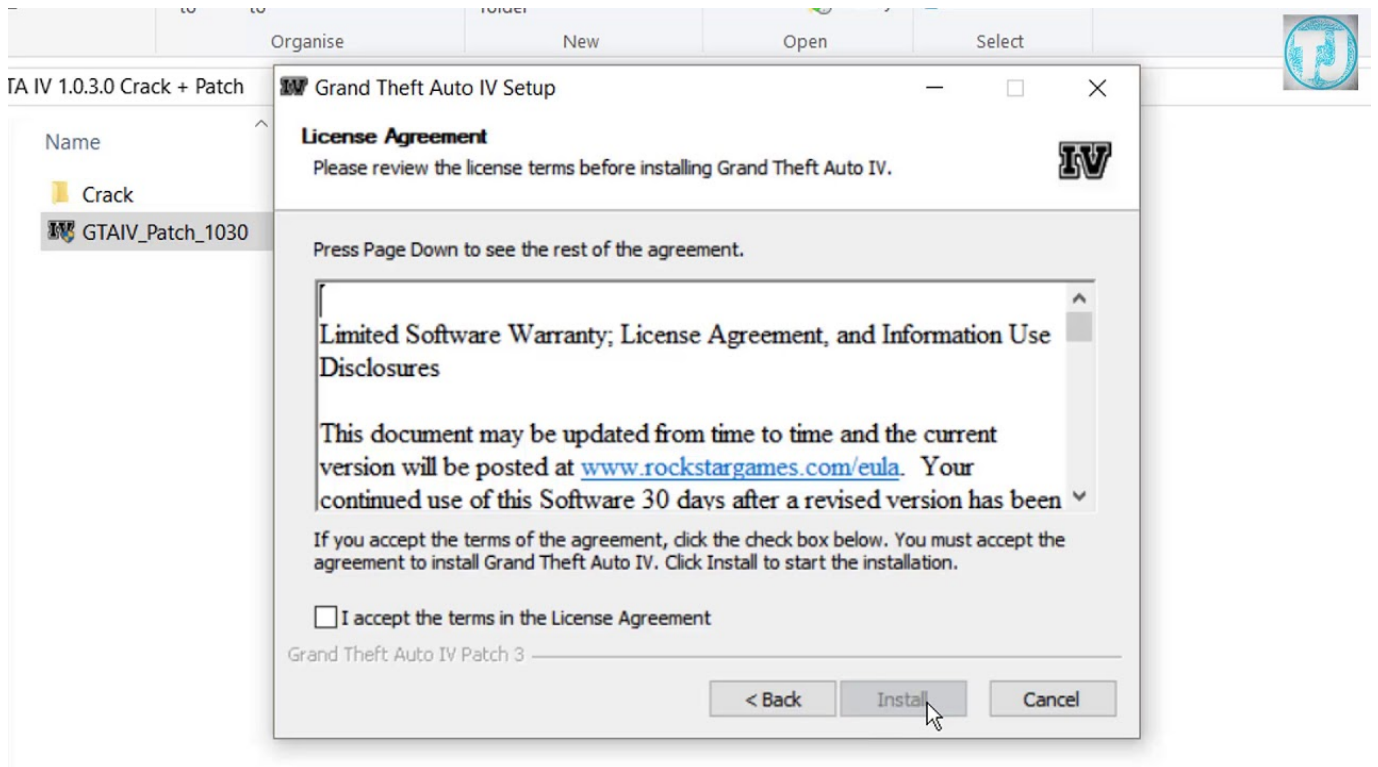 Organise New Open Select
TJ
TA IV 1.0.3.0 Crack + Patch
Name
Crack
GTAIV_Patch_1030
IV Grand Theft Auto IV Setup
License Agreement
Please review the license terms before installing Grand Theft Auto IV.
IV
Press Page Down to see the rest of the agreement.
Limited Software Warranty; License Agreement, and Information Use
Disclosures
This document may be updated from time to time and the current
version will be posted at www.rockstargames.com/eula. Your
continued use of this Software 30 days after a revised version has been
If you accept the terms of the agreement, click the check box below. You must accept the
agreement to install Grand Theft Auto IV. Click Install to start the installation.
I accept the terms in the License Agreement
Grand Theft Auto IV Patch 3
< Back Install Cancel